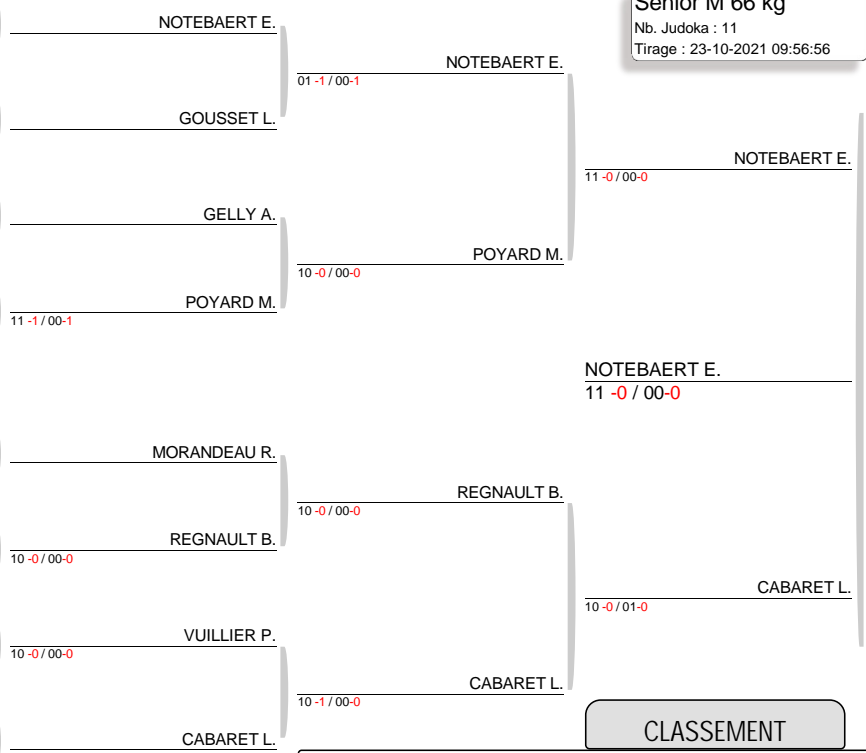 Senior M 66 kg
Nb. Judoka : 11
Tirage : 23-10-2021 09:56:56
NOTEBAERT E.
NOTEBAERT E.
01 -1 / 00-1
GOUSSET L.
NOTEBAERT E.
11 -0 / 00-0
GELLY A.
POYARD M.
10 -0 / 00-0
POYARD M.
11 -1 / 00-1
NOTEBAERT E.
11 -0 / 00-0
MORANDEAU R.
REGNAULT B.
10 -0 / 00-0
REGNAULT B.
10 -0 / 00-0
CABARET L.
10 -0 / 01-0
VUILLIER P.
10 -0 / 00-0
CABARET L.
10 -1 / 00-0
CABARET L.
CLASSEMENT